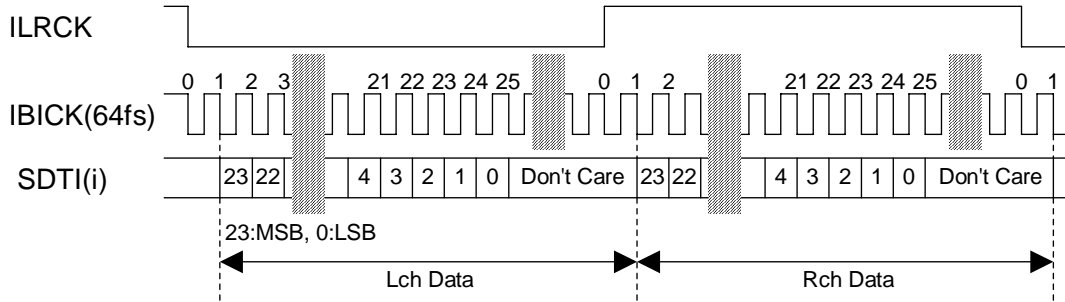 ILRCK
0 1 2 3 21 22 23 24 25 0 1 2 21 22 23 24 25 0 1
IBICK(64fs)
SDTI(i) 23 22 4 3 2 1 0 Don't Care 23 22 4 3 2 1 0 Don't Care
23:MSB, 0:LSB
Lch Data Rch Data